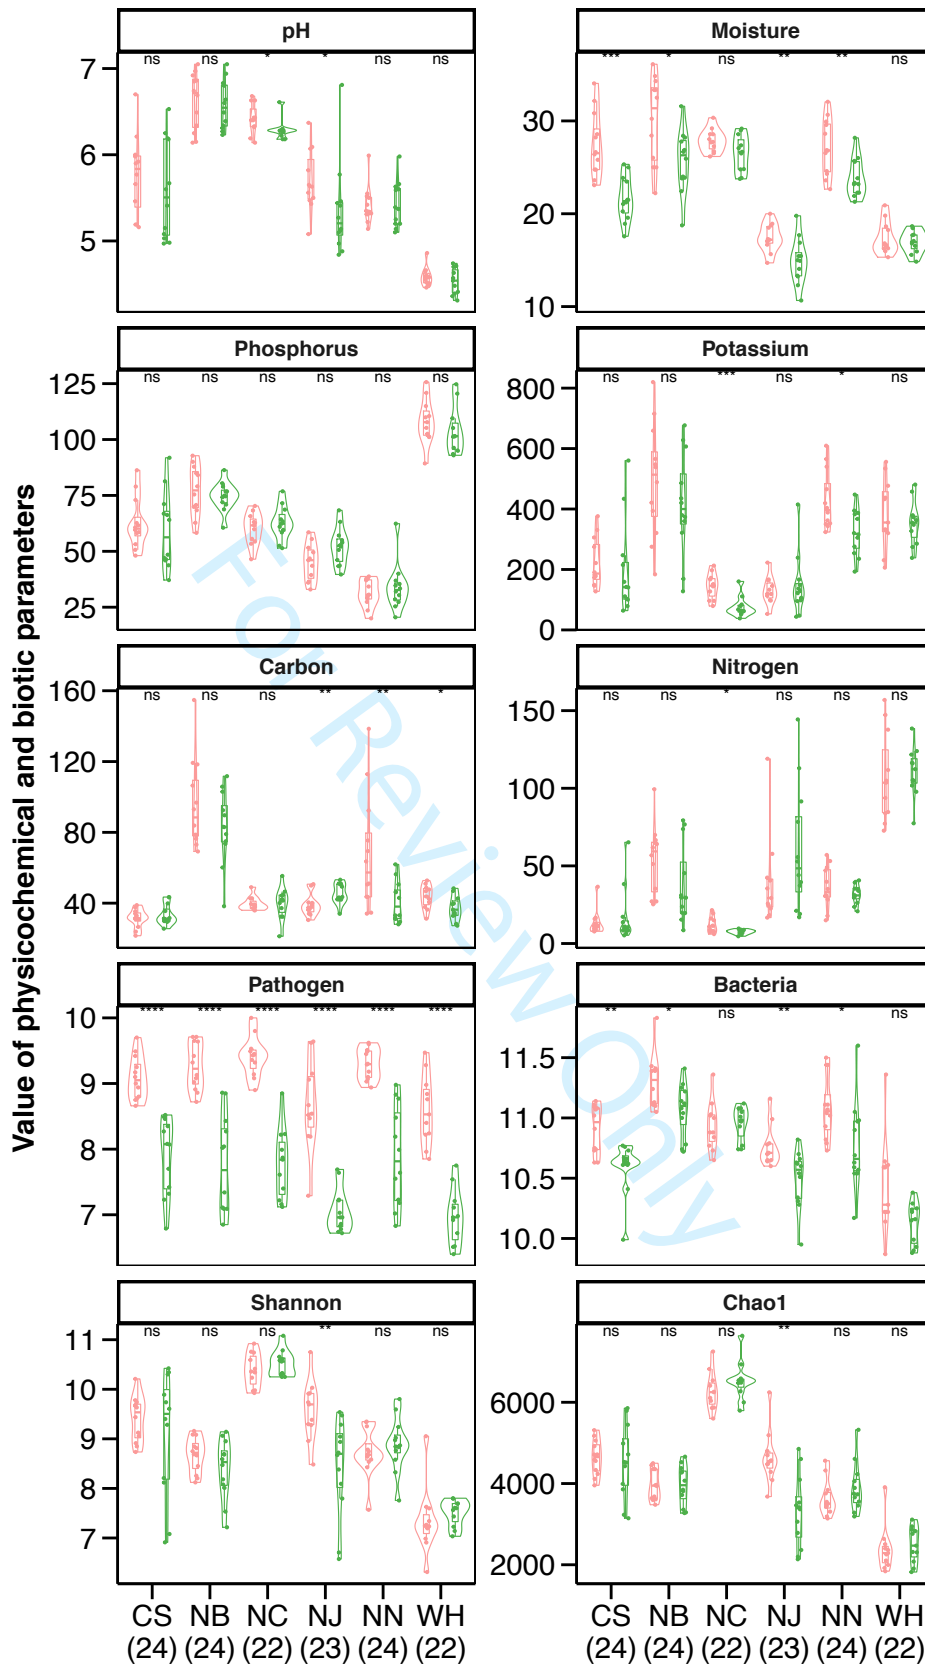 Value of physicochemical and biotic parameters
pH
Moisture
ns ns * * ns ns
*** * ns ** ** ns
7
6
5
30
20
10
Phosphorus
Potassium
ns ns ns ns ns ns
ns ns *** ns * ns
125
100
75
50
25
800
600
400
200
0
Carbon
Nitrogen
ns ns ns ** ** *
ns ns * ns ns ns
160
120
80
40
150
100
50
0
Pathogen
Bacteria
**** **** **** **** **** ****
** * ns ** * ns
10
9
8
7
11.5
11.0
10.5
10.0
Shannon
Chao1
ns ns ns ** ns ns
ns ns ns ** ns ns
11
10
9
8
7
6000
4000
2000
CS NB NC NJ NN WH
(24) (24) (22) (23) (24) (22)
CS NB NC NJ NN WH
(24) (24) (22) (23) (24) (22)
For Review Only